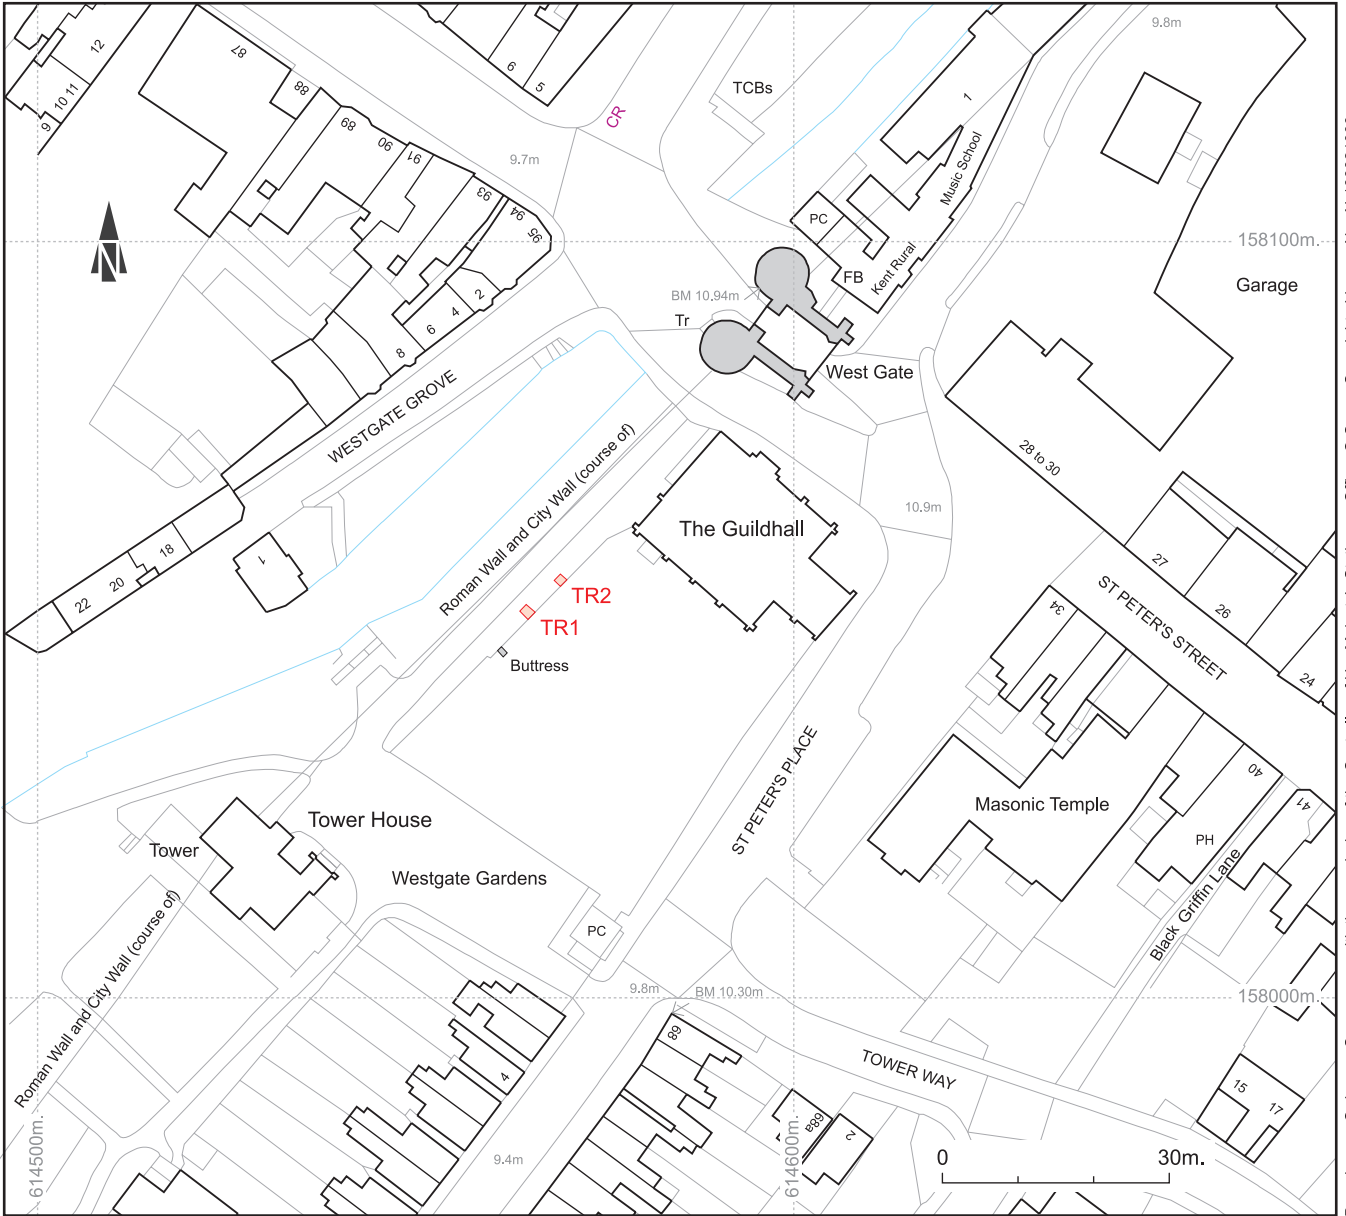 12
10 11
9
87
88
89
90
91
93
94
95
6
5
CR
TCBs
9.8m
9.7m
1
Music School
Kent Rural
PC
FB
158100m.
Garage
BM 10.94m
Tr
West Gate
2
4
6
8
WESTGATE GROVE
Roman Wall and City Wall (course of)
28 to 30
The Guildhall
10.9m
18
20
22
1
TR2
TR1
Buttress
27
26
24
ST PETER'S STREET
34
ST PETER'S PLACE
Masonic Temple
40
41
PH
Black Griffin Lane
Tower House
Tower
Westgate Gardens
PC
Roman Wall and City Wall (course of)
9.8m
BM 10.30m
158000m.
68
4
TOWER WAY
68a
2
15
17
9.4m
614500m.
614600m.
0
30m.